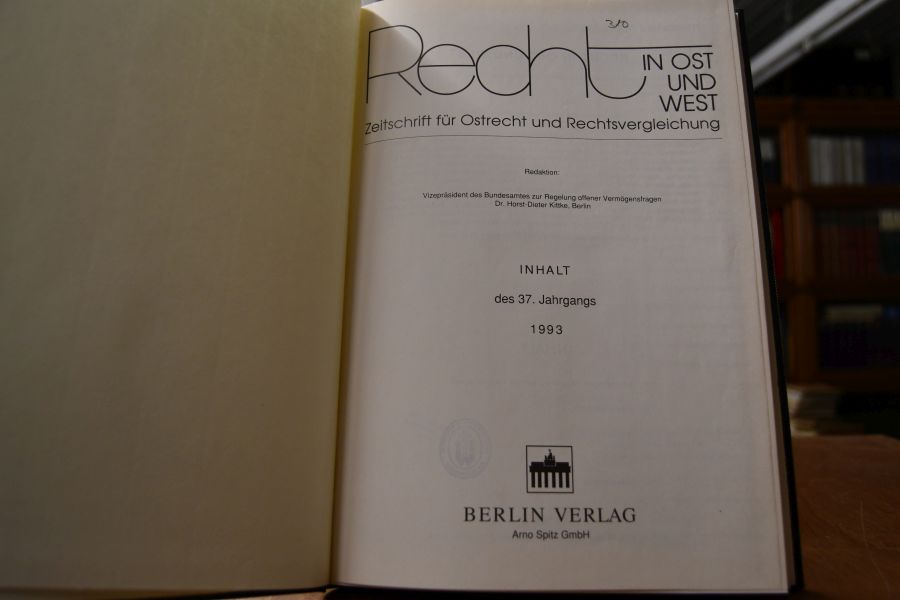 Recht
IN OST
UND
WEST
Zeitschrift für Ostrecht und Rechtsvergleichung
Redaktion:
Vizepräsident des Bundesamtes zur Regelung offener Vermögensfragen
Dr. Horst-Dieter Kittke, Berlin
INHALT
des 37. Jahrgangs
1993
BERLIN VERLAG
Arno Spitz GmbH